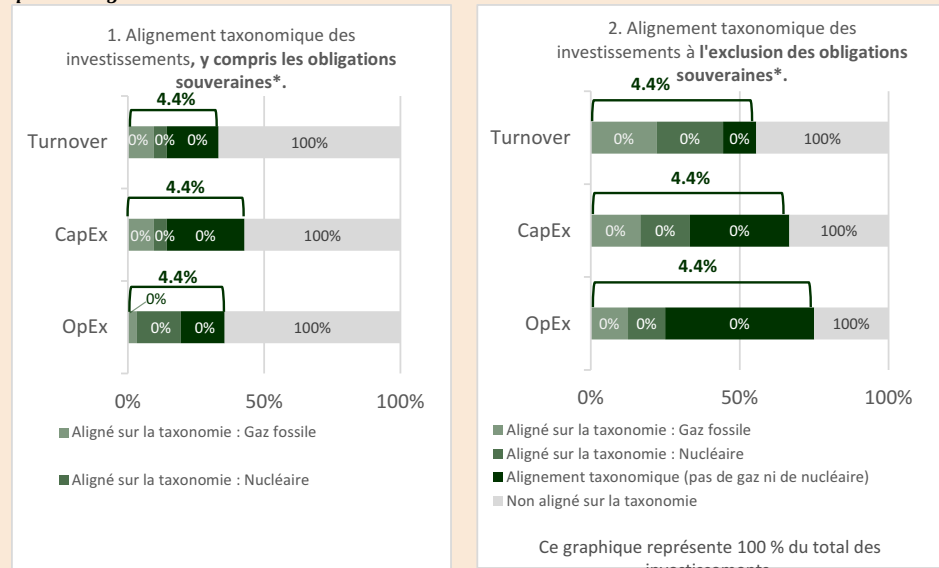 1. Alignement taxonomique des
investissements, y compris les obligations
souveraines*.
4.4%
Turnover
0% 0% 0% 100%
4.4%
CapEx
0% 0% 0% 100%
4.4%
0%
OpEx
0% 0% 100%
0% 50% 100%
Aligné sur la taxonomie : Gaz fossile
Aligné sur la taxonomie : Nucléaire
2. Alignement taxonomique des
investissements à l'exclusion des obligations
souveraines*.
4.4%
Turnover
0% 0% 0% 100%
4.4%
CapEx
0% 0% 0% 100%
4.4%
OpEx
0% 0% 0% 100%
0% 50% 100%
Aligné sur la taxonomie : Gaz fossile
Aligné sur la taxonomie : Nucléaire
Alignement taxonomique (pas de gaz ni de nucléaire)
Non aligné sur la taxonomie
Ce graphique représente 100 % du total des